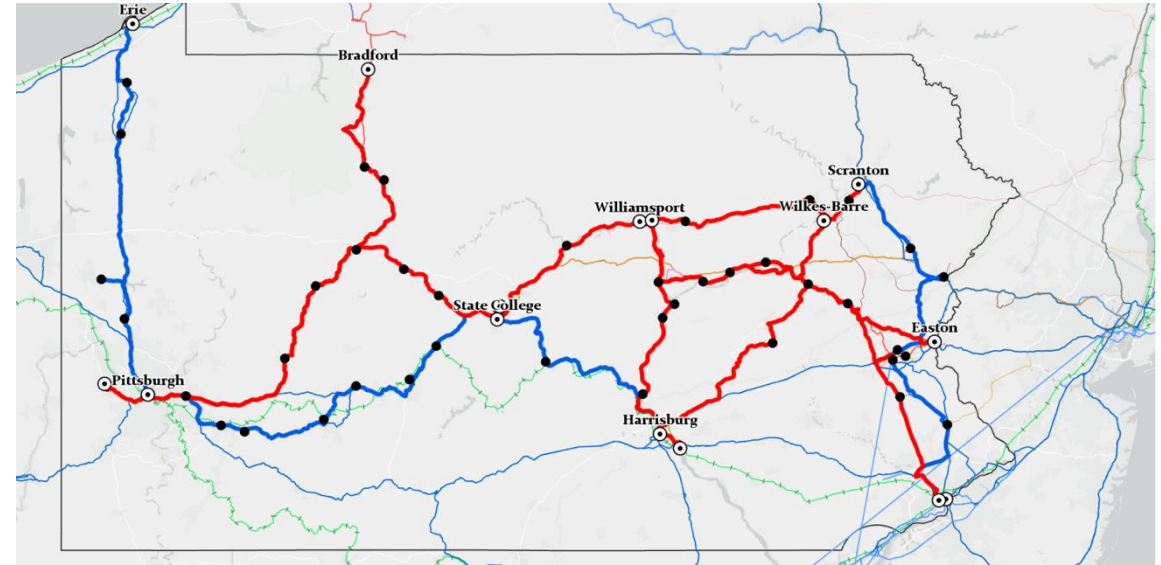 Erie
Bradford
Scranton
Williamsport
Wilkes-Barre
State College
Easton
Pittsburgh
Harrisburg